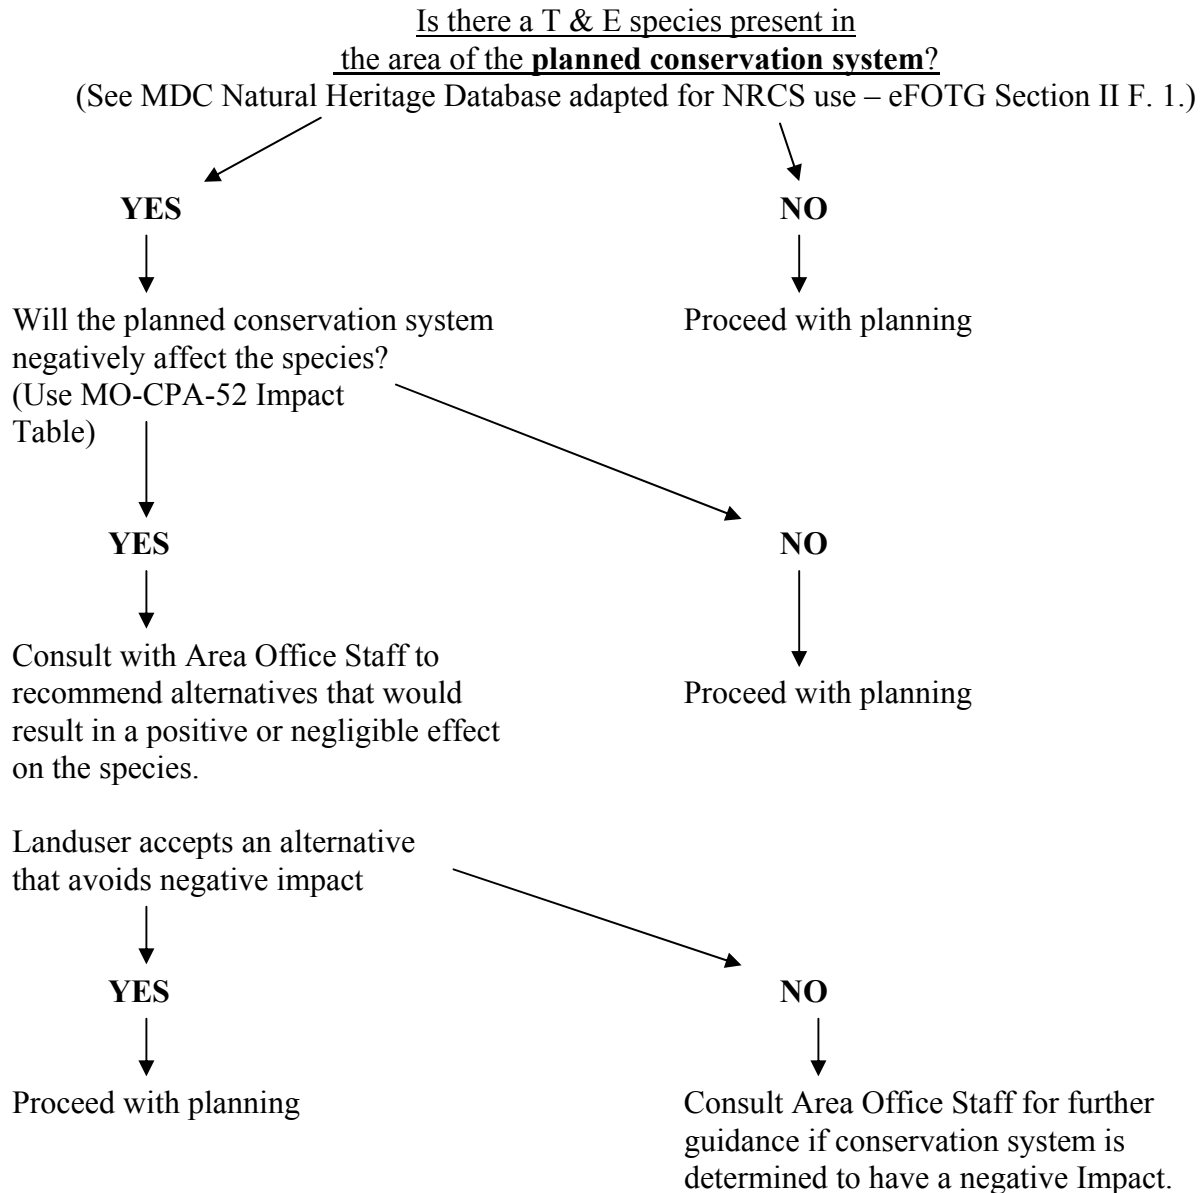 Is there a T & E species present in
the area of the planned conservation system?
(See MDC Natural Heritage Database adapted for NRCS use – eFOTG Section II F. 1.)
YES
NO
Will the planned conservation system
negatively affect the species?
(Use MO-CPA-52 Impact
Table)
Proceed with planning
YES
NO
Consult with Area Office Staff to
recommend alternatives that would
result in a positive or negligible effect
on the species.
Proceed with planning
Landuser accepts an alternative
that avoids negative impact
YES
NO
Proceed with planning
Consult Area Office Staff for further
guidance if conservation system is
determined to have a negative Impact.